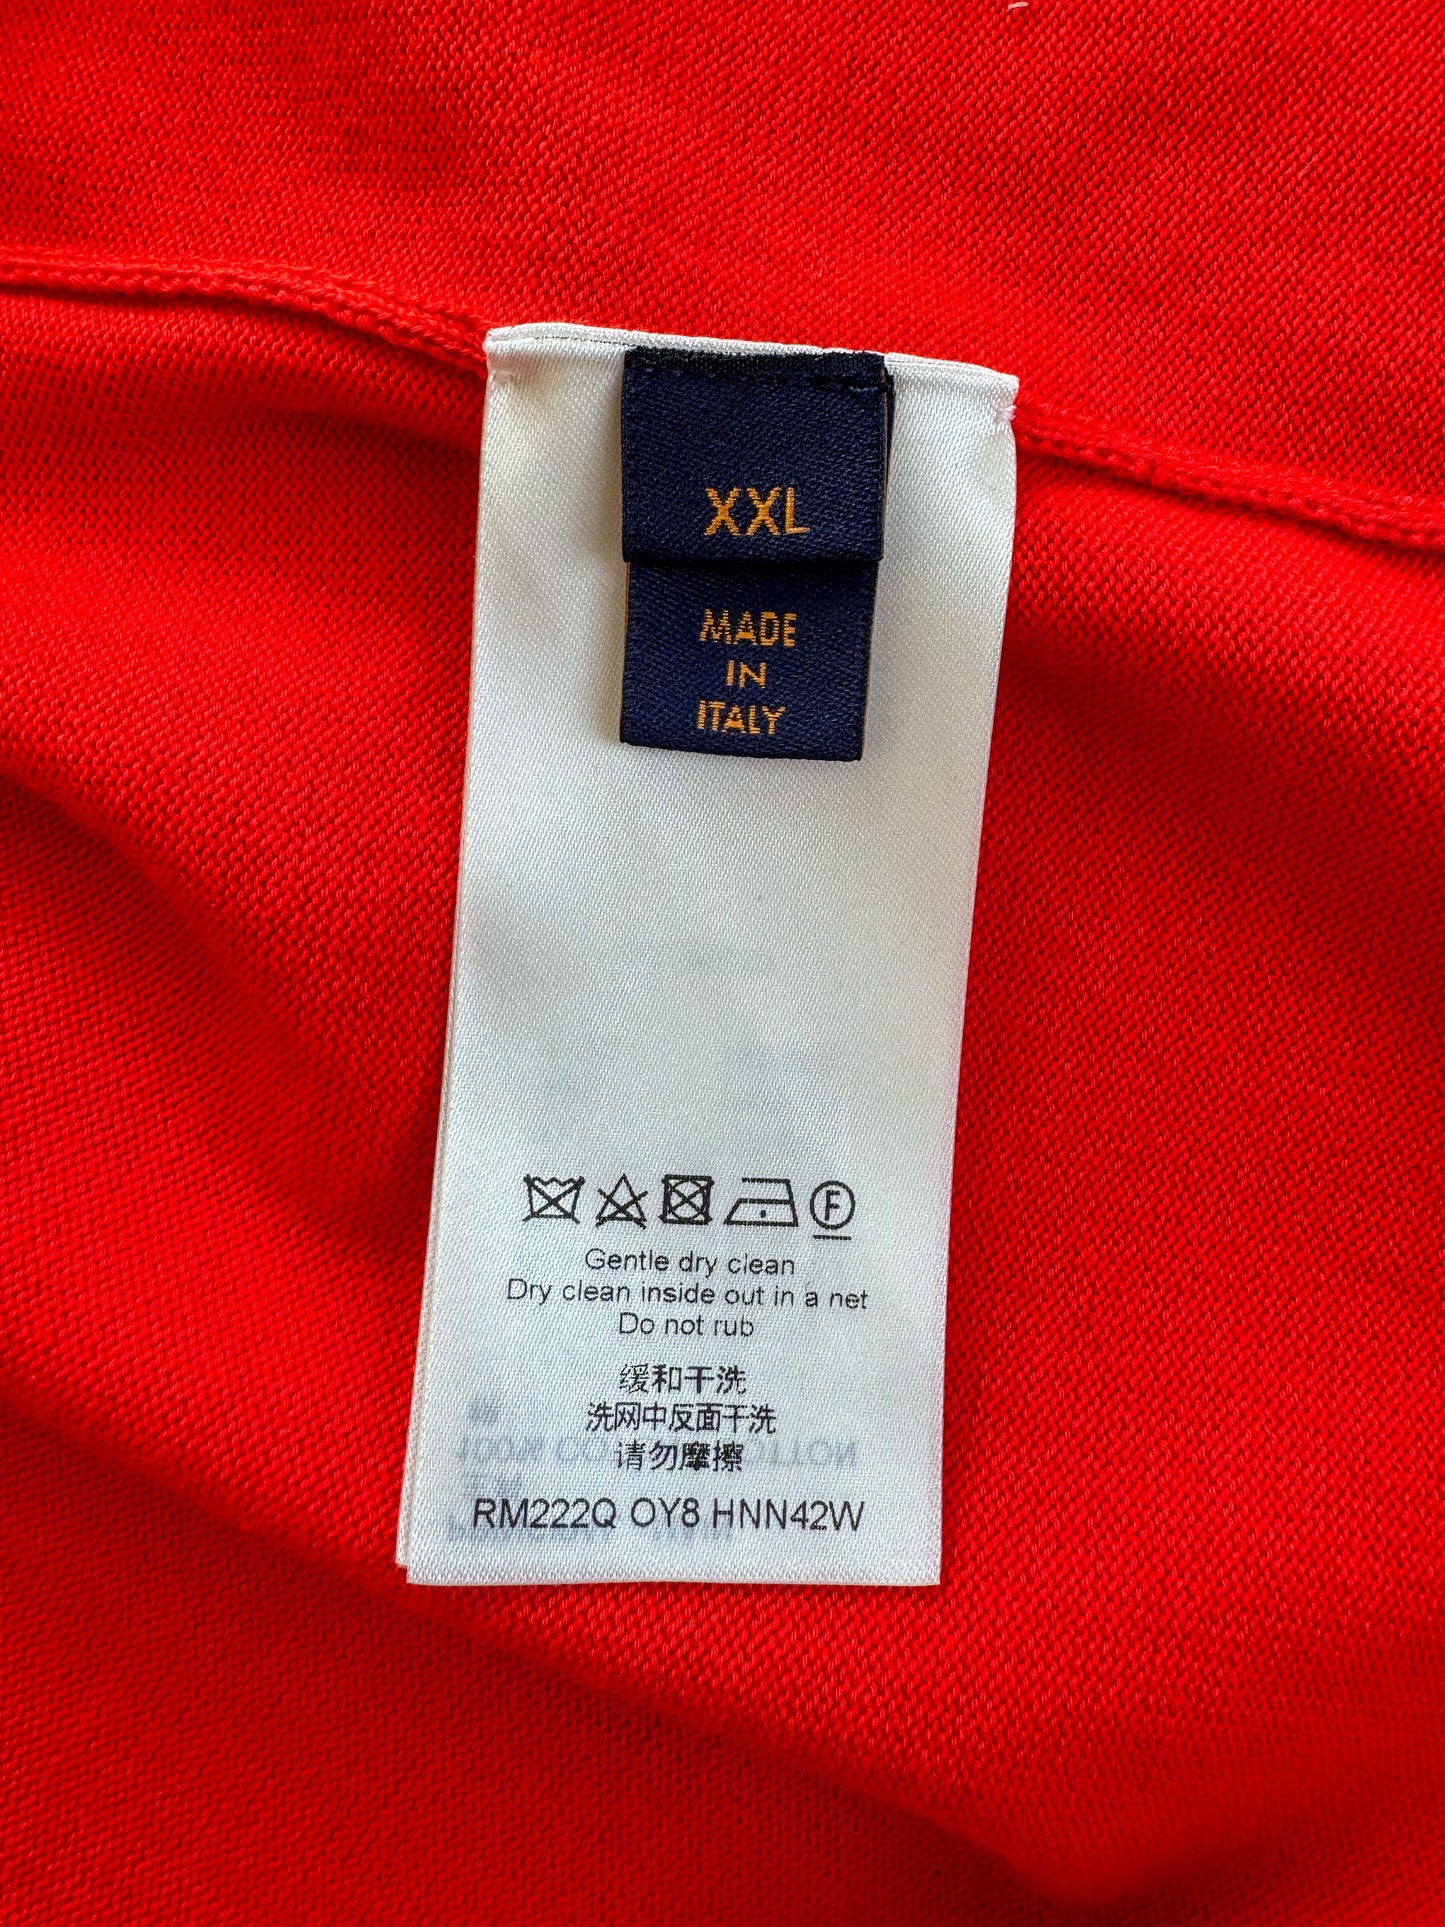 XXL
MADE
IN
ITALY
F
Gentle dry clean
Dry clean inside out in a net
Do not rub
缓和干洗
洗网中反面干洗
请勿摩擦
RM222Q OY8 HNN42W